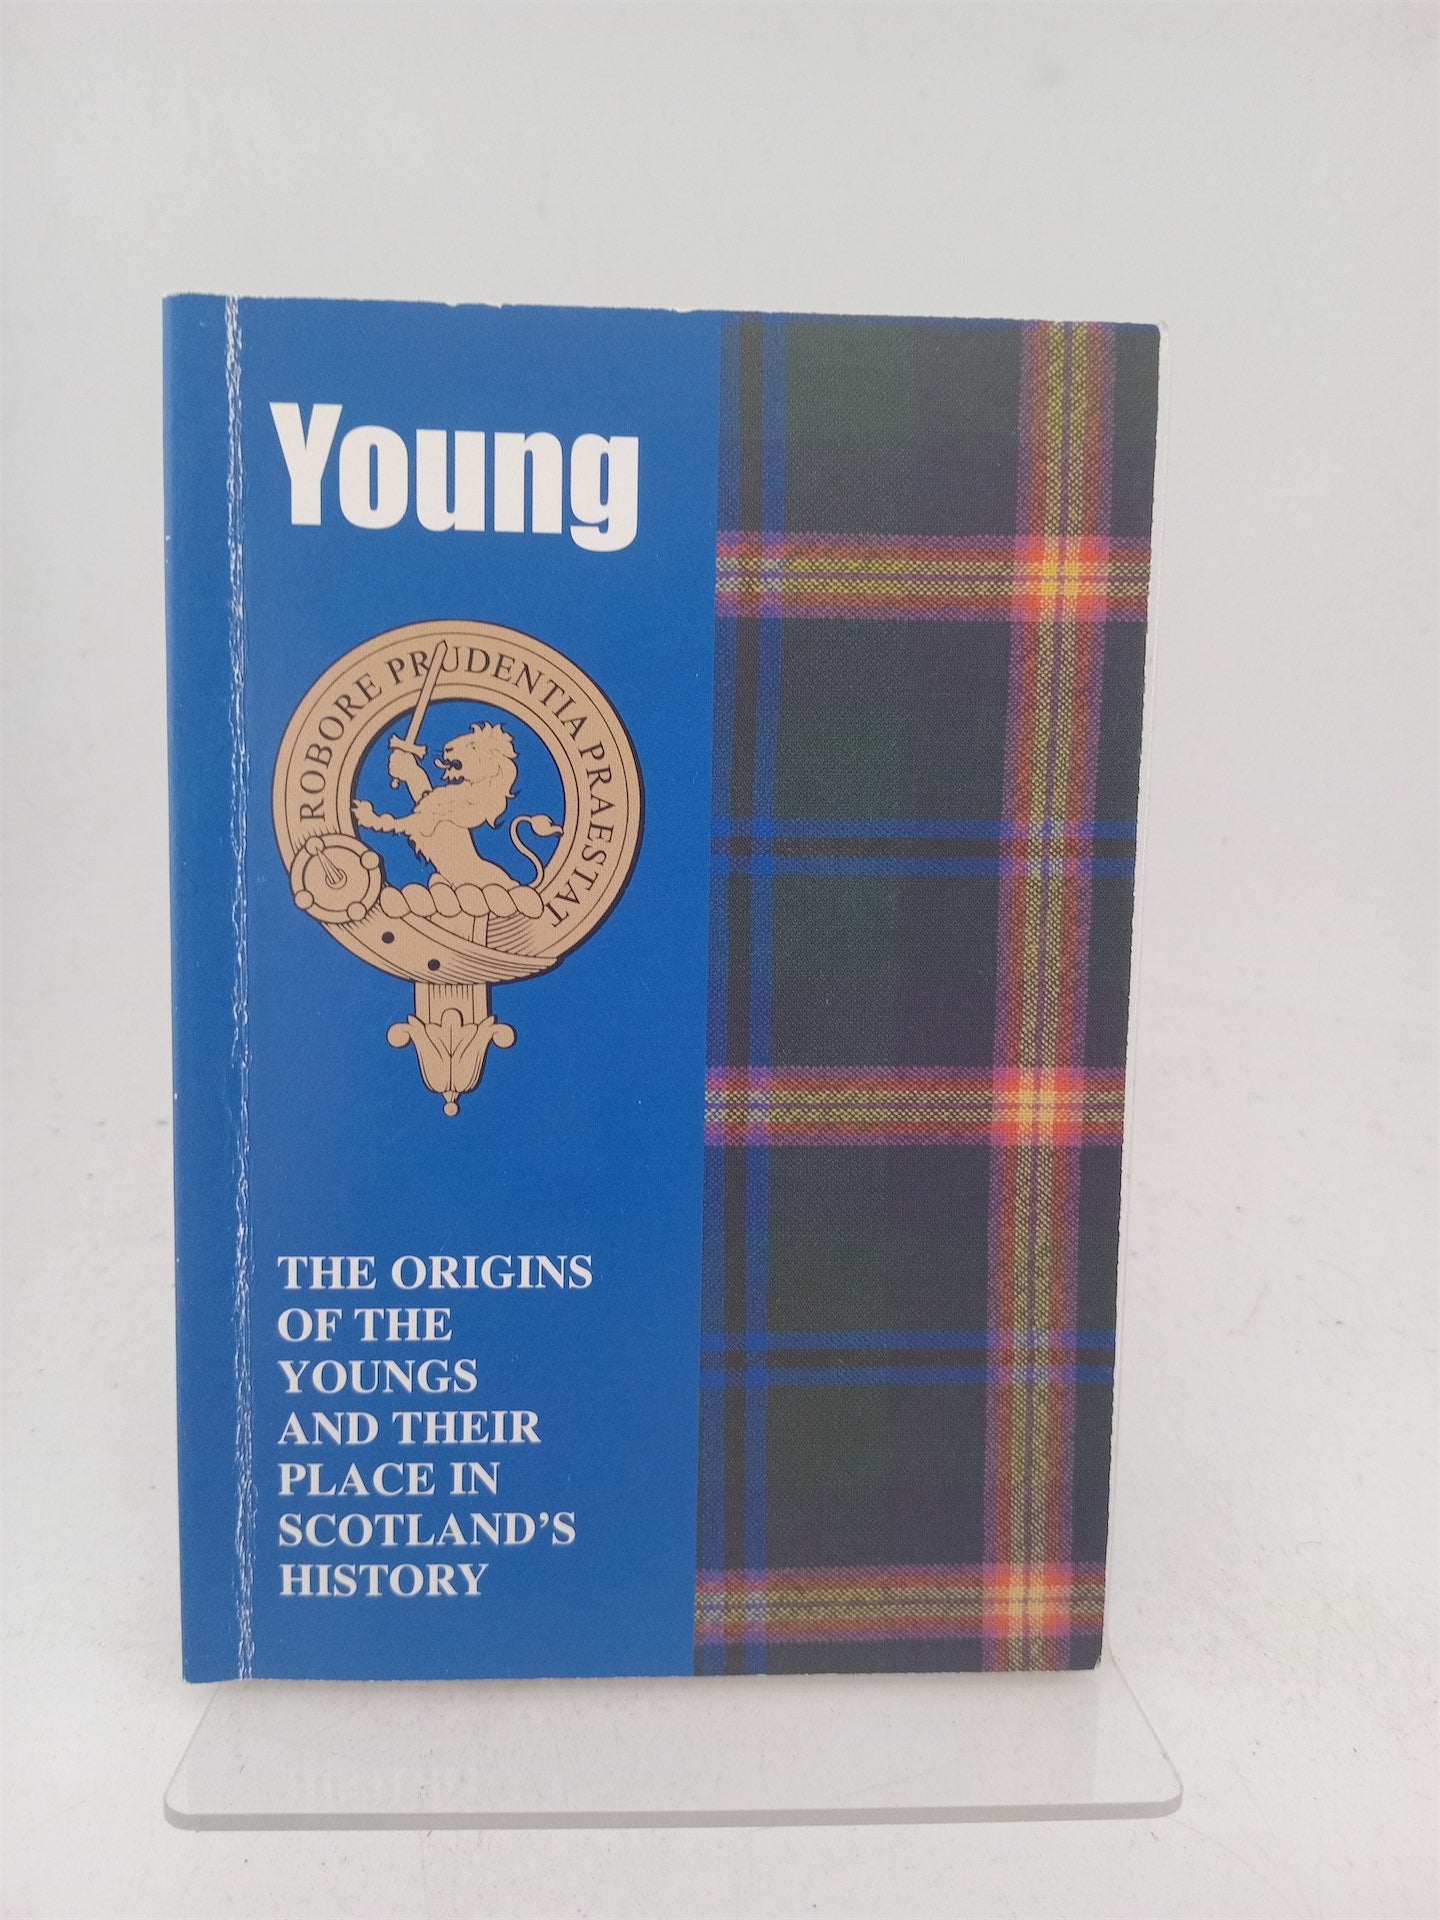 Young
ROBORE PRUDENTIA PRAESTAT
THE ORIGINS
OF THE
YOUNGS
AND THEIR
PLACE IN
SCOTLAND'S
HISTORY